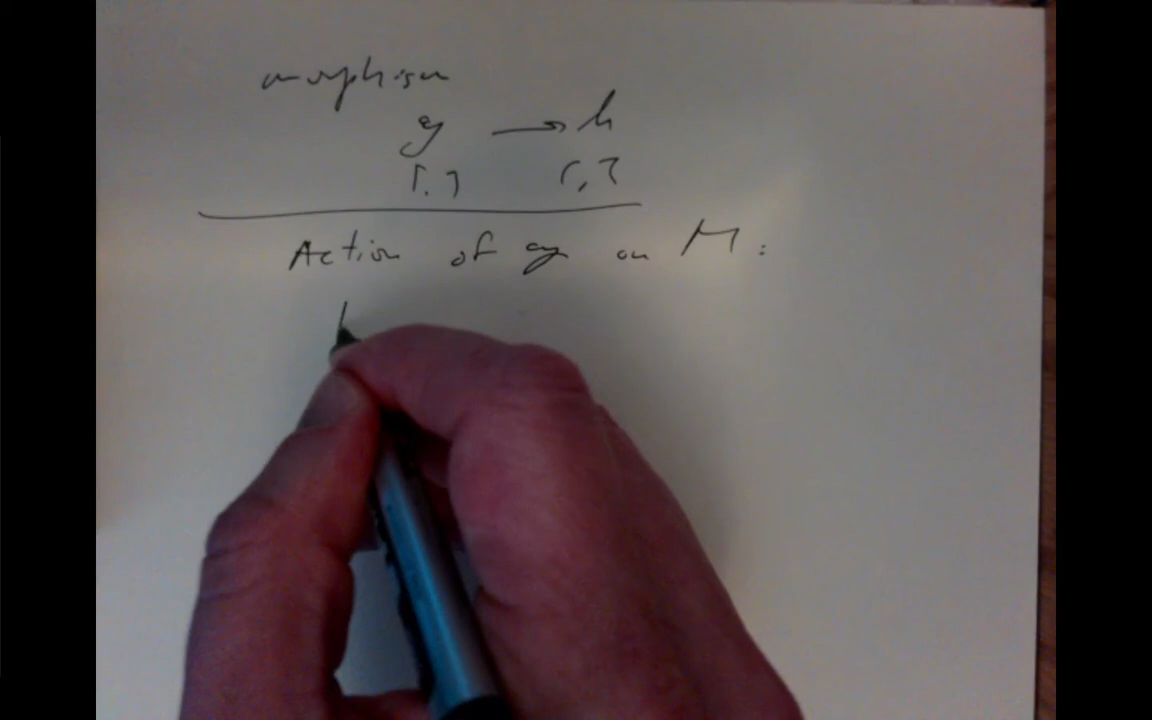 morphism
g → h
[,] [,]
Action of g on M: